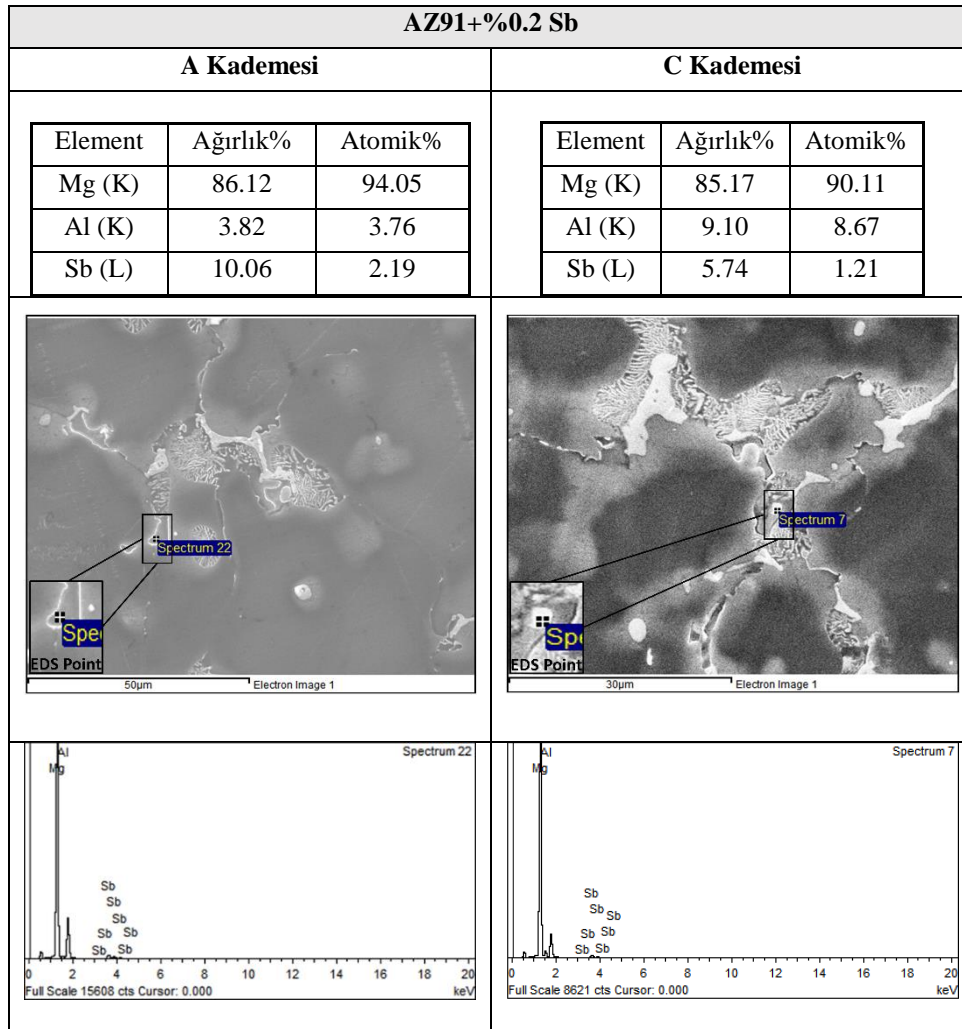 AZ91+%0.2 Sb
A Kademesi
C Kademesi
Element Ağırlık% Atomik%
Mg (K) 86.12 94.05
Al (K) 3.82 3.76
Sb (L) 10.06 2.19
Element Ağırlık% Atomik%
Mg (K) 85.17 90.11
Al (K) 9.10 8.67
Sb (L) 5.74 1.21
Spectrum 22
Spe
EDS Point
50µm
Electron Image 1
Spectrum 7
Sp
EDS Point
30µm
Electron Image 1
Spectrum 22
Al
Mg
Sb
Sb
Sb
Sb Sb
Sb Sb
0 2 4 6 8 10 12 14 16 18 20
Full Scale 15608 cts Cursor: 0.000 keV
Spectrum 7
Al
Mg
Sb
Sb Sb
Sb Sb
Sb Sb
0 2 4 6 8 10 12 14 16 18 20
Full Scale 8621 cts Cursor: 0.000 keV